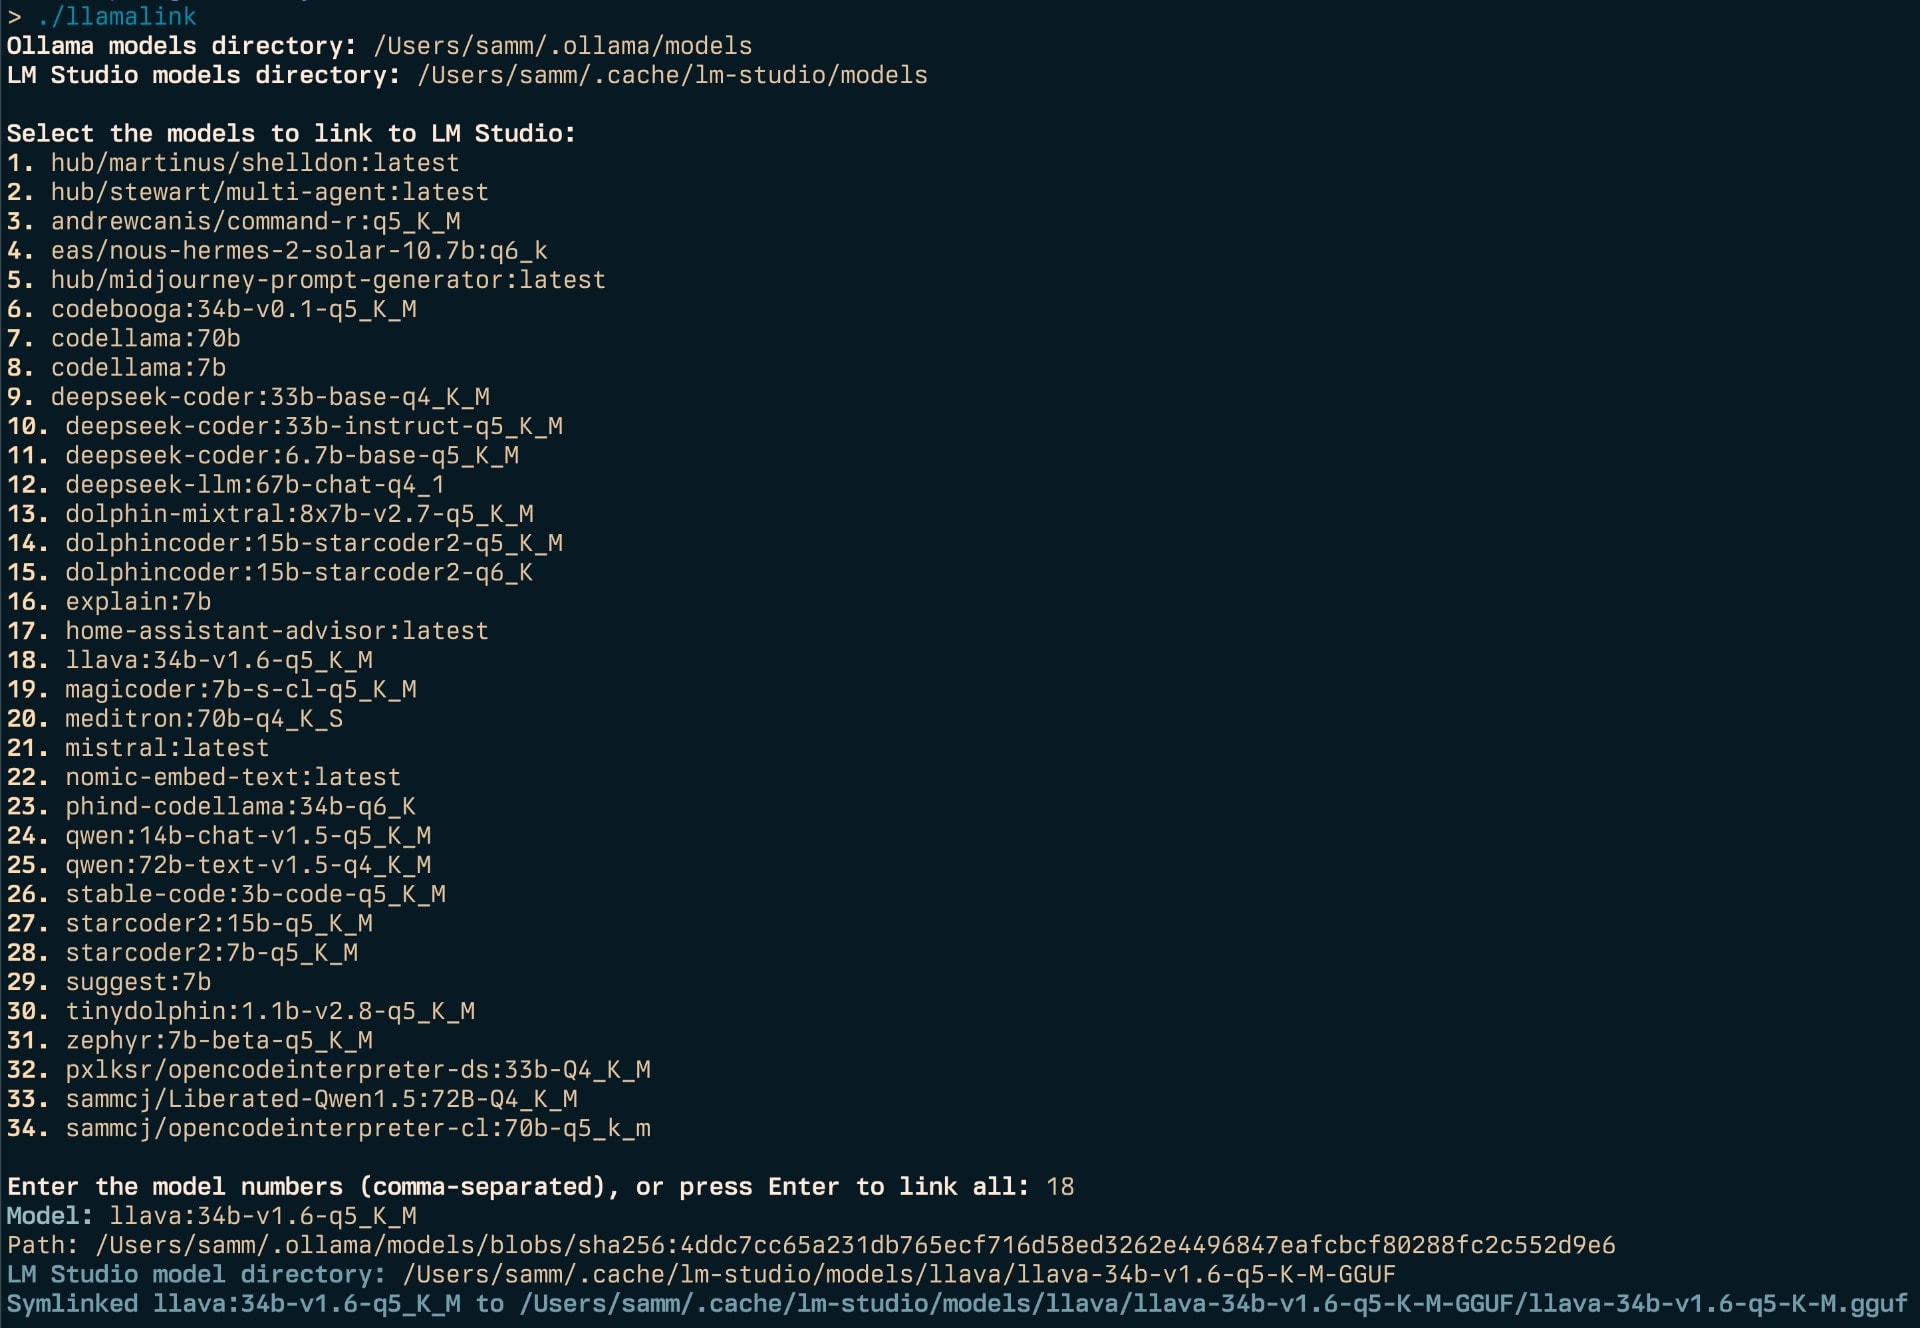 > ./llamalink
Ollama models directory: /Users/samm/.ollama/models
LM Studio models directory: /Users/samm/.cache/lm-studio/models
Select the models to link to LM Studio:
1. hub/martinus/shelldon:latest
2. hub/stewart/multi-agent:latest
3. andrewcanis/command-r:q5_K_M
4. eas/nous-hermes-2-solar-10.7b:q6_k
5. hub/midjourney-prompt-generator:latest
6. codebooga:34b-v0.1-q5_K_M
7. codellama:70b
8. codellama:7b
9. deepseek-coder:33b-base-q4_K_M
10. deepseek-coder:33b-instruct-q5_K_M
11. deepseek-coder:6.7b-base-q5_K_M
12. deepseek-llm:67b-chat-q4_1
13. dolphin-mixtral:8x7b-v2.7-q5_K_M
14. dolphincoder:15b-starcoder2-q5_K_M
15. dolphincoder:15b-starcoder2-q6_K
16. explain:7b
17. home-assistant-advisor:latest
18. llava:34b-v1.6-q5_K_M
19. magicoder:7b-s-cl-q5_K_M
20. meditron:70b-q4_K_S
21. mistral:latest
22. nomic-embed-text:latest
23. phind-codellama:34b-q6_K
24. qwen:14b-chat-v1.5-q5_K_M
25. qwen:72b-text-v1.5-q4_K_M
26. stable-code:3b-code-q5_K_M
27. starcoder2:15b-q5_K_M
28. starcoder2:7b-q5_K_M
29. suggest:7b
30. tinydolphin:1.1b-v2.8-q5_K_M
31. zephyr:7b-beta-q5_K_M
32. pxlksr/opencodeinterpreter-ds:33b-Q4_K_M
33. sammcj/Liberated-Qwen1.5:72B-Q4_K_M
34. sammcj/opencodeinterpreter-cl:70b-q5_k_m
Enter the model numbers (comma-separated), or press Enter to link all: 18
Model: llava:34b-v1.6-q5_K_M
Path: /Users/samm/.ollama/models/blobs/sha256:4ddc7cc65a231db765ecf716d58ed3262e4496847eafcbcf80288fc2c552d9e6
LM Studio model directory: /Users/samm/.cache/lm-studio/models/llava/llava-34b-v1.6-q5-K-M-GGUF
Symlinked llava:34b-v1.6-q5_K_M to /Users/samm/.cache/lm-studio/models/llava/llava-34b-v1.6-q5-K-M-GGUF/llava-34b-v1.6-q5-K-M.gguf